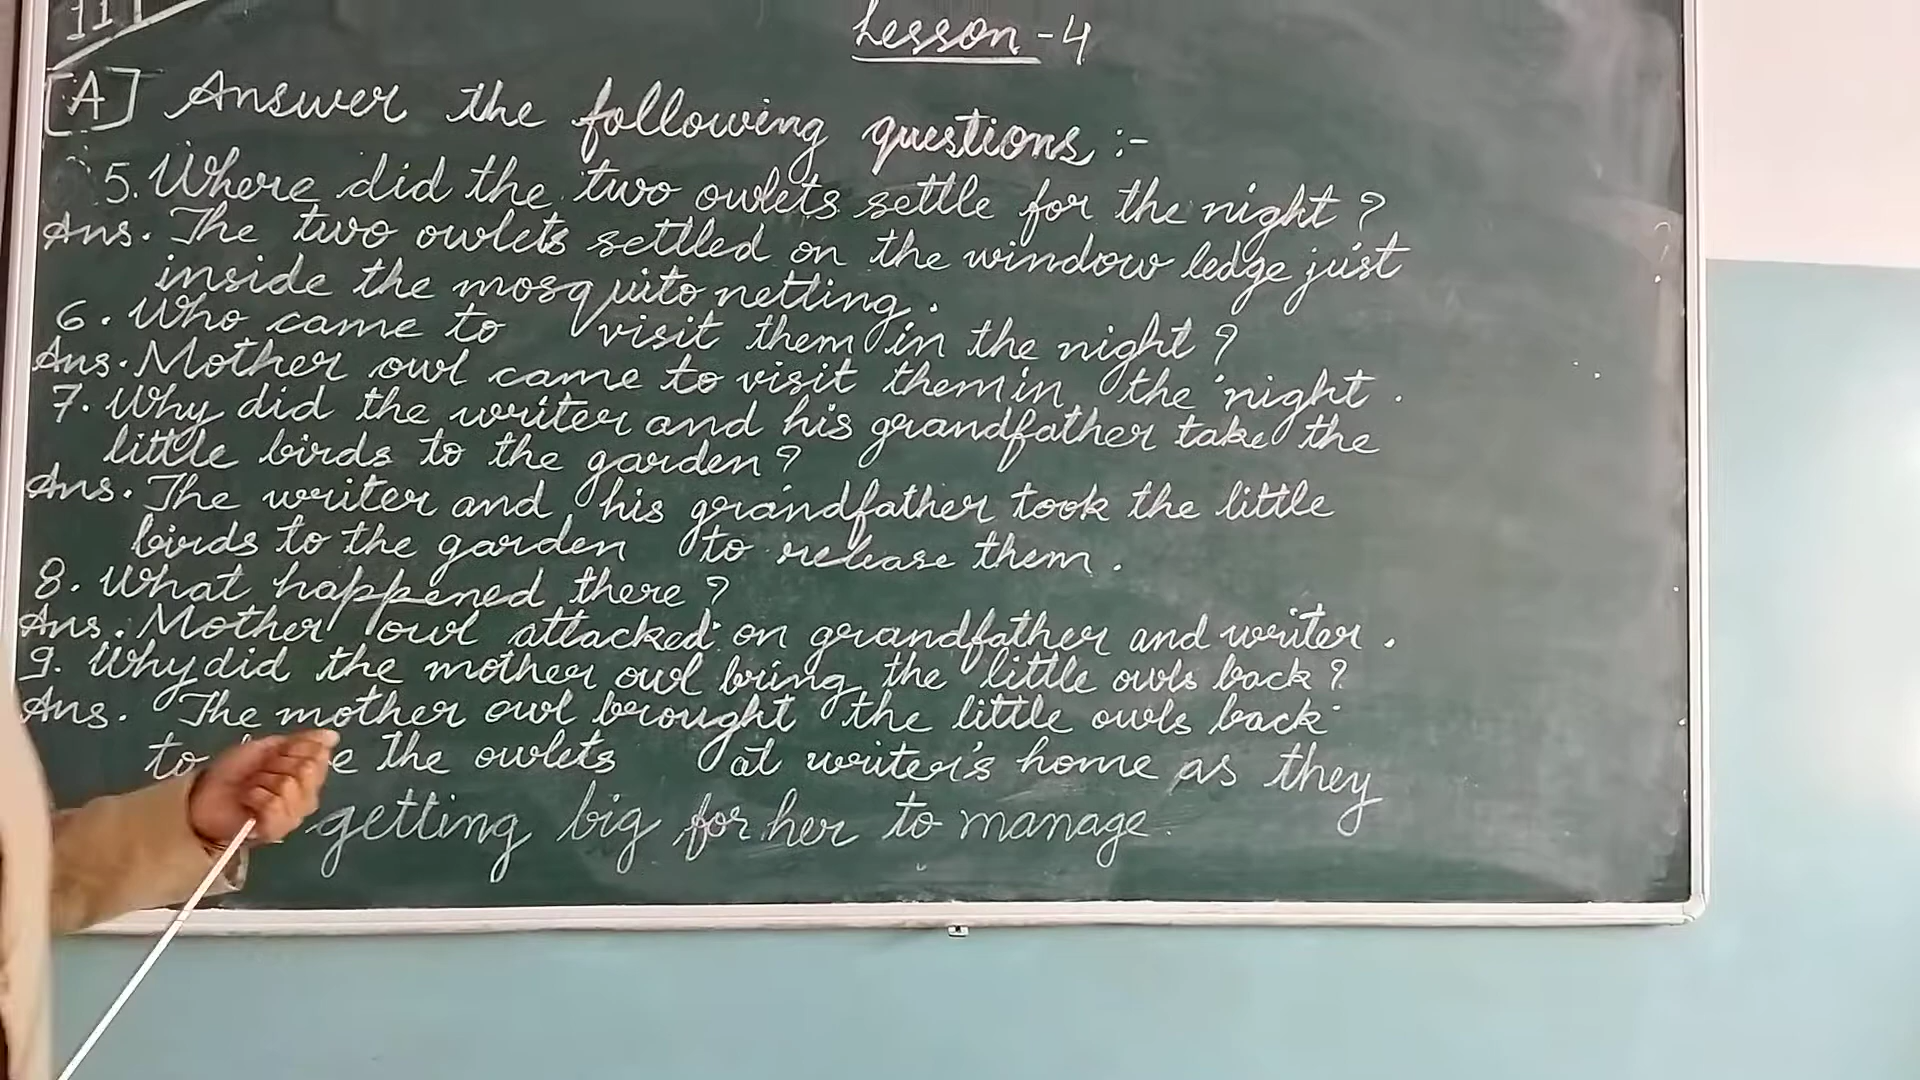 11
Lesson - 4
[A] Answer the following questions :-
5. Where did the two owlets settle for the night ?
Ans. The two owlets settled on the window ledge just
inside the mosquito netting.
6. Who came to visit them in the night ?
Ans. Mother owl came to visit them in the night.
7. Why did the writer and his grandfather take the
little birds to the garden ?
Ans. The writer and his grandfather took the little
birds to the garden to release them.
8. What happened there ?
Ans. Mother owl attacked on grandfather and writer.
9. Why did the mother owl bring the little owls back ?
Ans. The mother owl brought the little owls back
to the owlets at writer's home as they
getting big for her to manage.